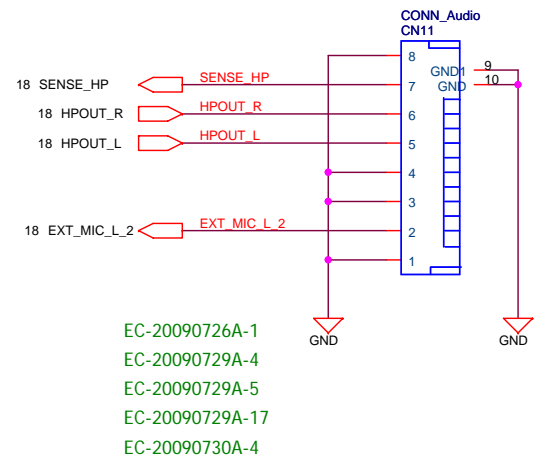 CONN_Audio
CN11
8
GND1 9
18 SENSE_HP SENSE_HP 7
GND 10
18 HPOUT_R HPOUT_R 6
18 HPOUT_L HPOUT_L 5
4
3
18 EXT_MIC_L_2 EXT_MIC_L_2 2
1
GND GND
EC-20090726A-1
EC-20090729A-4
EC-20090729A-5
EC-20090729A-17
EC-20090730A-4